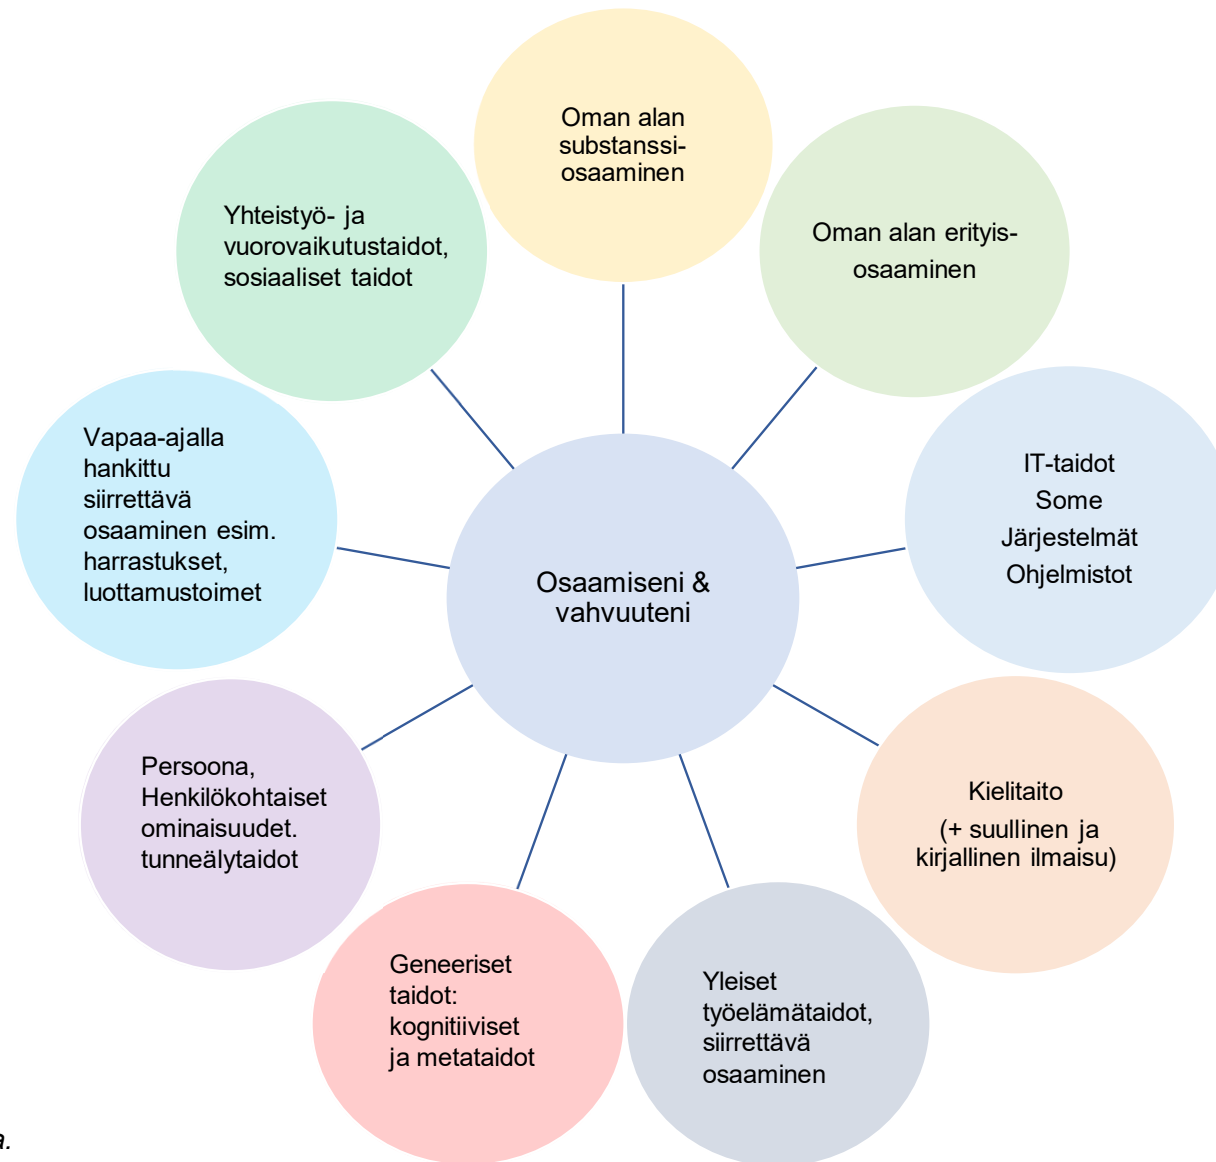 Oman alan
substanssi-
osaaminen
Oman alan erityis-
osaaminen
IT-taidot
Some
Järjestelmät
Ohjelmistot
Kielitaito
(+ suullinen ja
kirjallinen ilmaisu)
Yleiset
työelämätaidot,
siirrettävä
osaaminen
Geneeriset
taidot:
kognitiiviset
ja metataidot
Persoona,
Henkilökohtaiset
ominaisuudet.
tunneälytaidot
Vapaa-ajalla
hankittu
siirrettävä
osaaminen esim.
harrastukset,
luottamustoimet
Yhteistyö- ja
vuorovaikutustaidot,
sosiaaliset taidot
Osaamiseni &
vahvuuteni